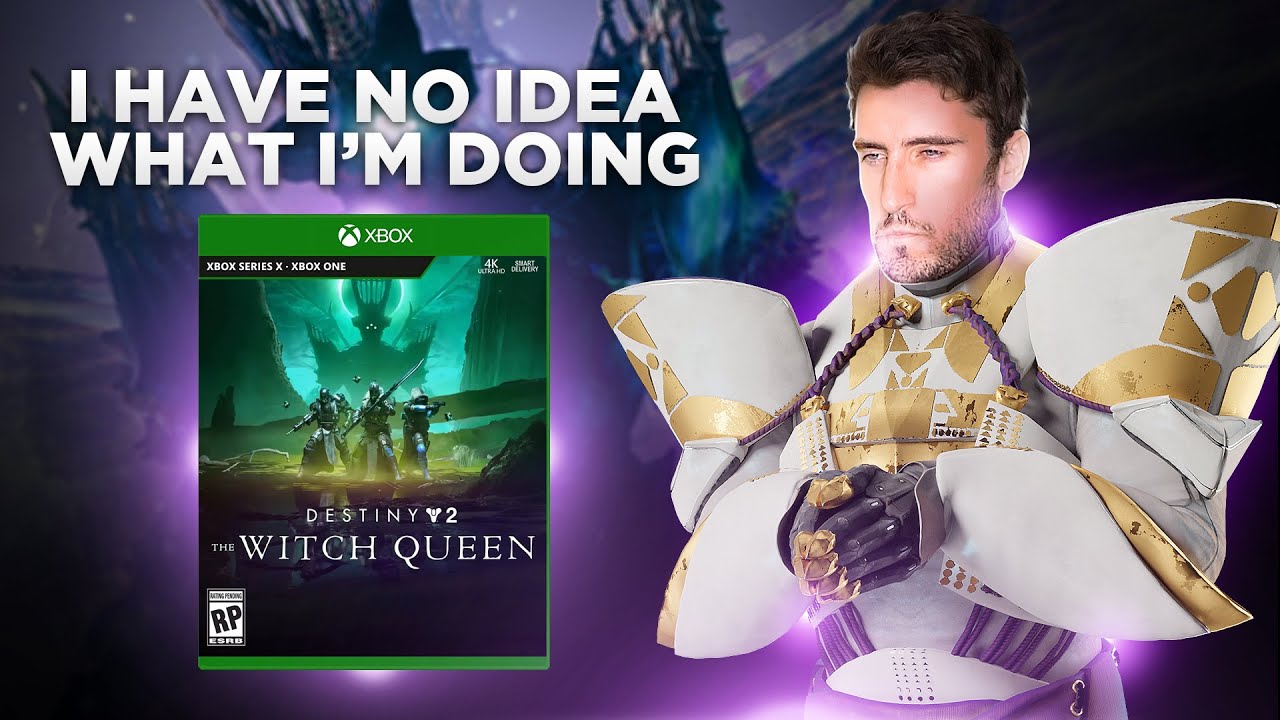 I HAVE NO IDEA
WHAT I'M DOING
XBOX
XBOX SERIES X · XBOX ONE
4K
ULTRA HD
SMART
DELIVERY
DESTINY 2
THE WITCH QUEEN
RATING PENDING
RP
ESRB